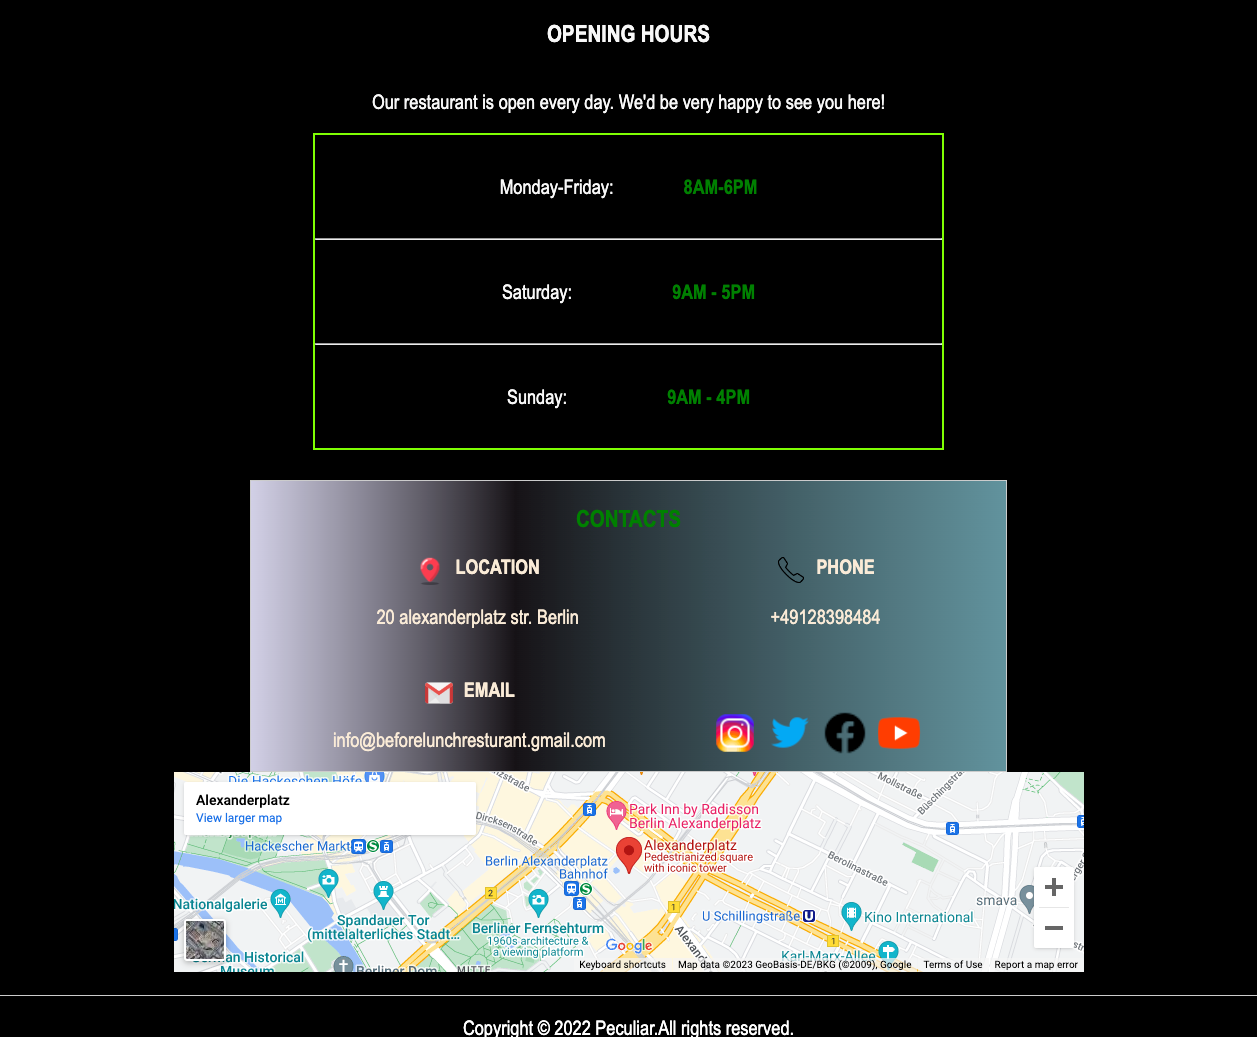 OPENING HOURS
Our restaurant is open every day. We'd be very happy to see you here!
Monday-Friday: 8AM-6PM
Saturday: 9AM - 5PM
Sunday: 9AM - 4PM
CONTACTS
LOCATION
20 alexanderplatz str. Berlin
PHONE
+49128398484
EMAIL
info@beforelunchresturant.gmail.com
Die Hackeschen Höfe
Alexanderplatz
View larger map
Hackescher Markt
Dircksenstraße
Park Inn by Radisson
Berlin Alexanderplatz
Alexanderplatz
Pedestrianized square
with iconic tower
Berlin Alexanderplatz
Bahnhof
Mollstraße
Büschingstraße
Berolinastraße
2
1
1
Nationalgalerie
Spandauer Tor
(mittelalterliches Stadt...
Berliner Fernsehturm
1960s architecture &
a viewing platform
U Schillingstraße
Kino International
smava
Historical
Museum
Berliner Dom
MITTE
Karl-Marx-Allee
Google
Keyboard shortcuts
Map data ©2023 GeoBasis-DE/BKG (©2009), Google
Terms of Use
Report a map error
Copyright © 2022 Peculiar.All rights reserved.